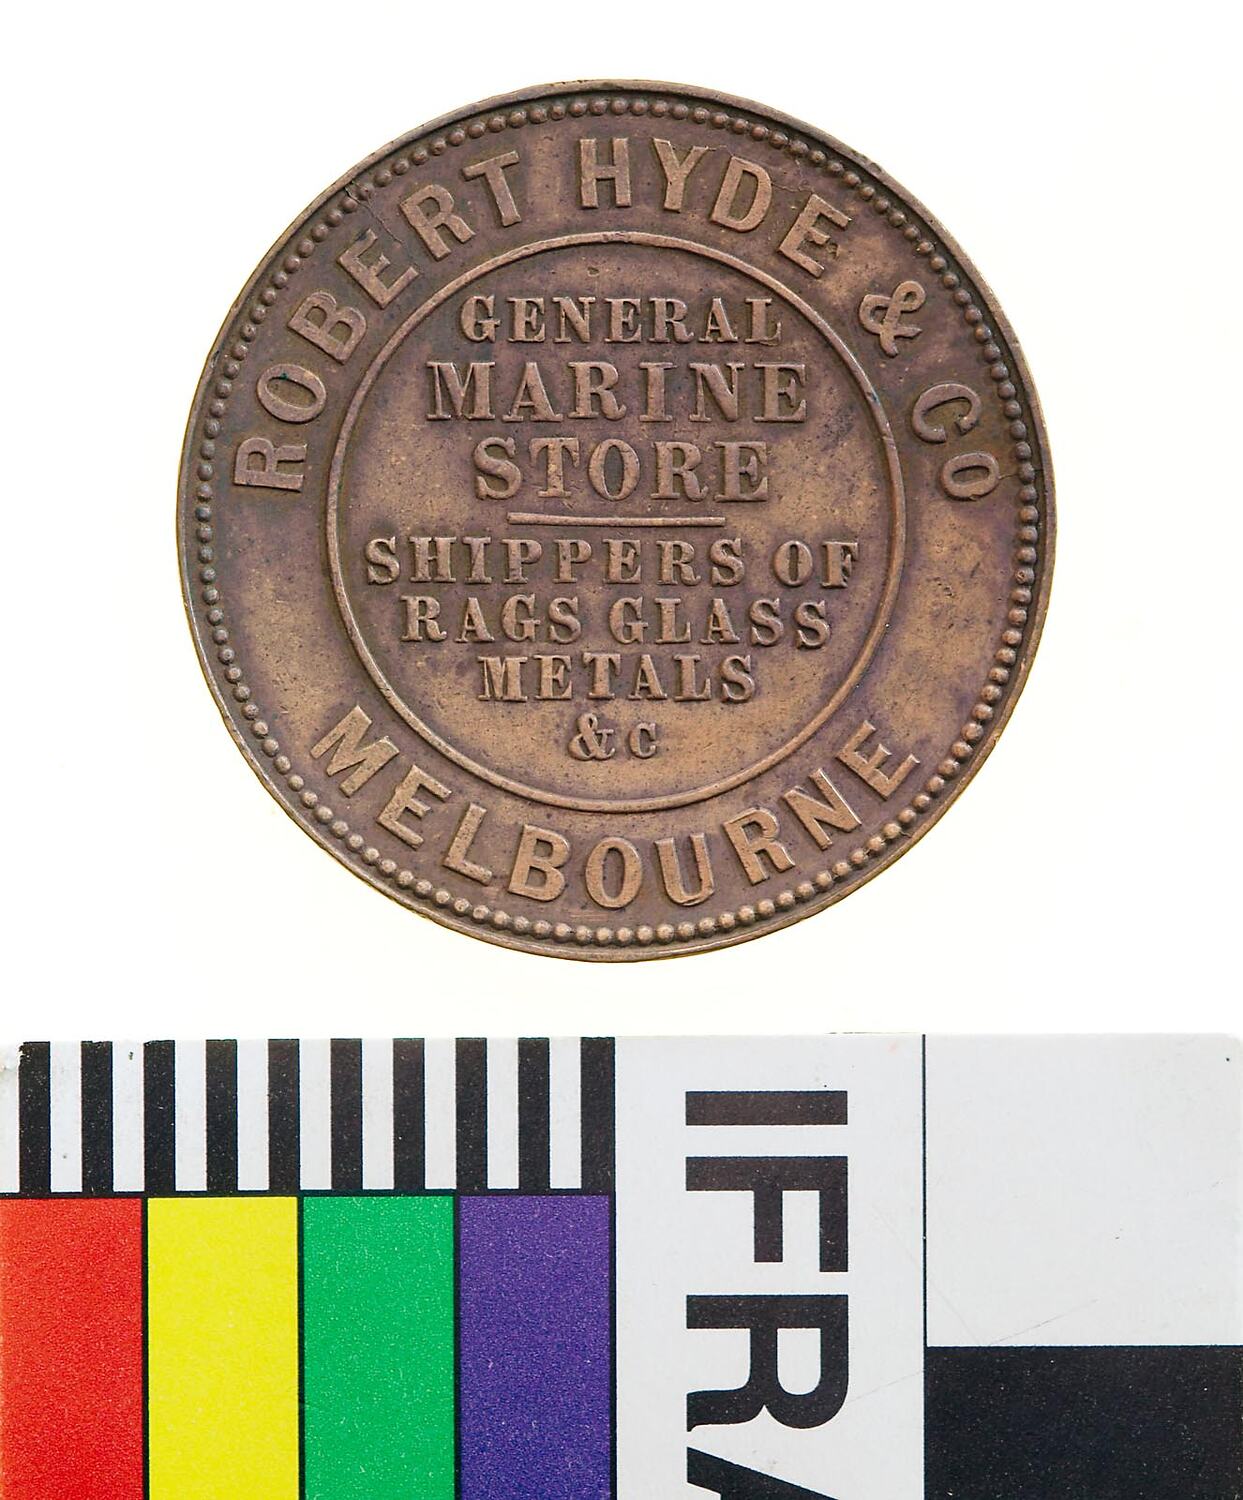 ROBERT HYDE & CO
GENERAL
MARINE
STORE
SHIPPERS OF
RAGS GLASS
METALS
& C
MELBOURNE
IFRA